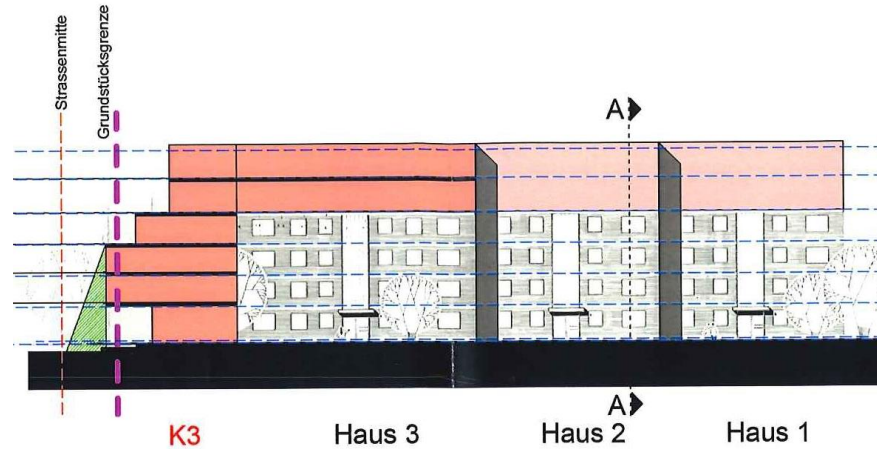 Strassenmitte
Grundstücksgrenze
A
A
K3
Haus 3
Haus 2
Haus 1